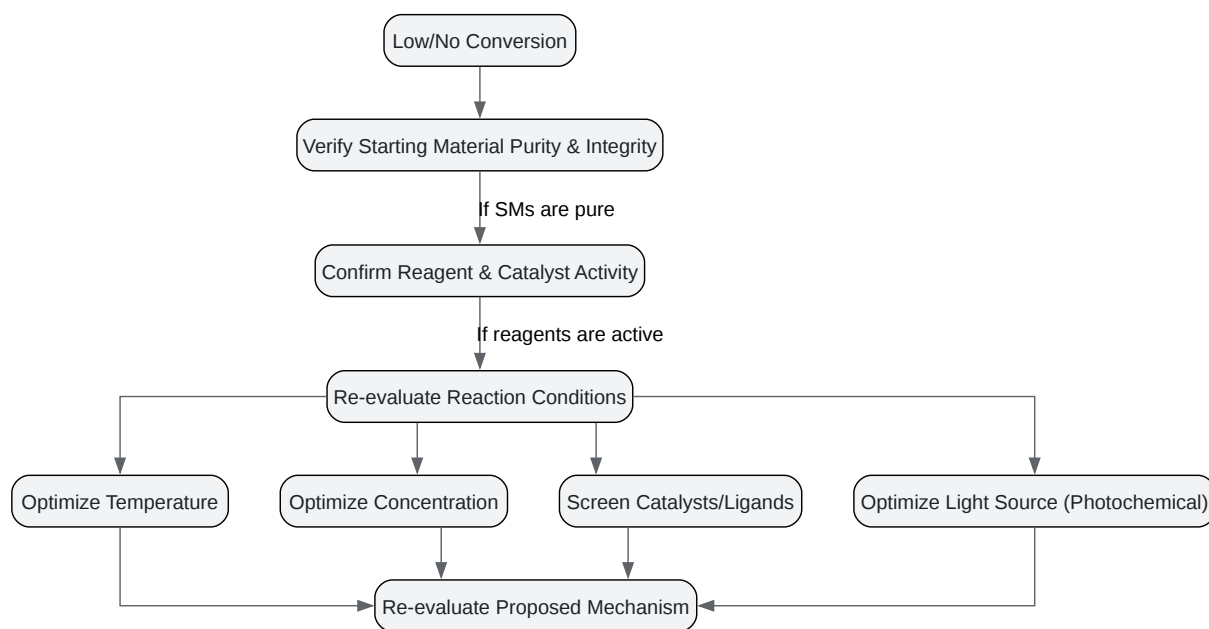 Low/No Conversion
Verify Starting Material Purity & Integrity
If SMs are pure
Confirm Reagent & Catalyst Activity
If reagents are active
Re-evaluate Reaction Conditions
Optimize Temperature
Optimize Concentration
Screen Catalysts/Ligands
Optimize Light Source (Photochemical)
Re-evaluate Proposed Mechanism